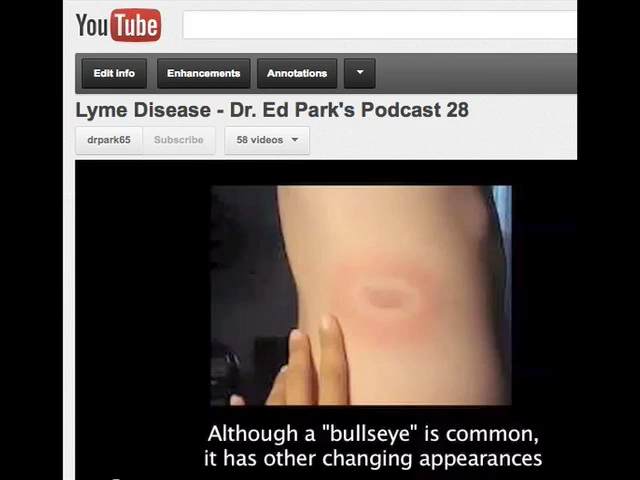 YouTube
Edit info Enhancements Annotations
Lyme Disease - Dr. Ed Park's Podcast 28
drpark65 Subscribe 58 videos
Although a "bullseye" is common,
it has other changing appearances